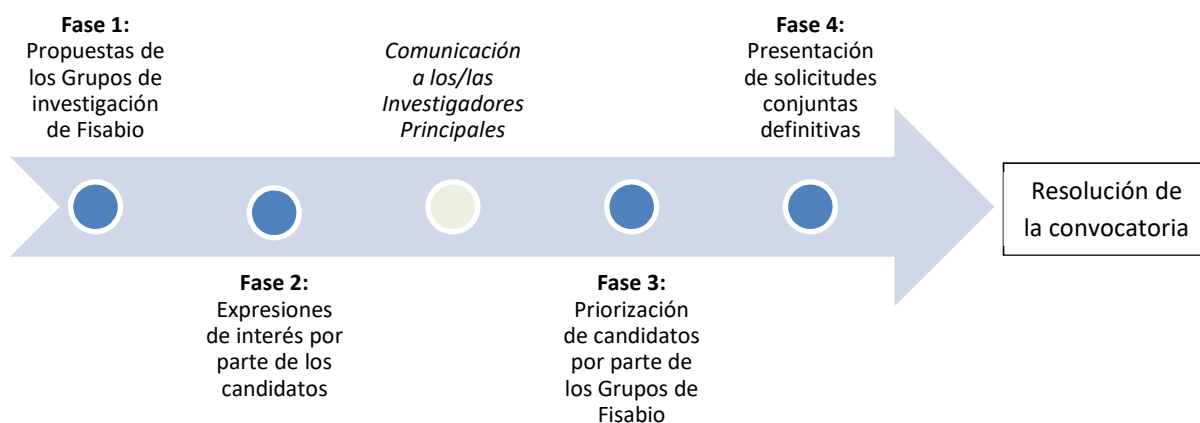 Fase 1:
Propuestas de
los Grupos de
investigación
de Fisabio
Fase 2:
Expresiones
de interés por
parte de los
candidatos
Comunicación
a los/las
Investigadores
Principales
Fase 3:
Priorización
de candidatos
por parte de
los Grupos de
Fisabio
Fase 4:
Presentación
de solicitudes
conjuntas
definitivas
Resolución de
la convocatoria